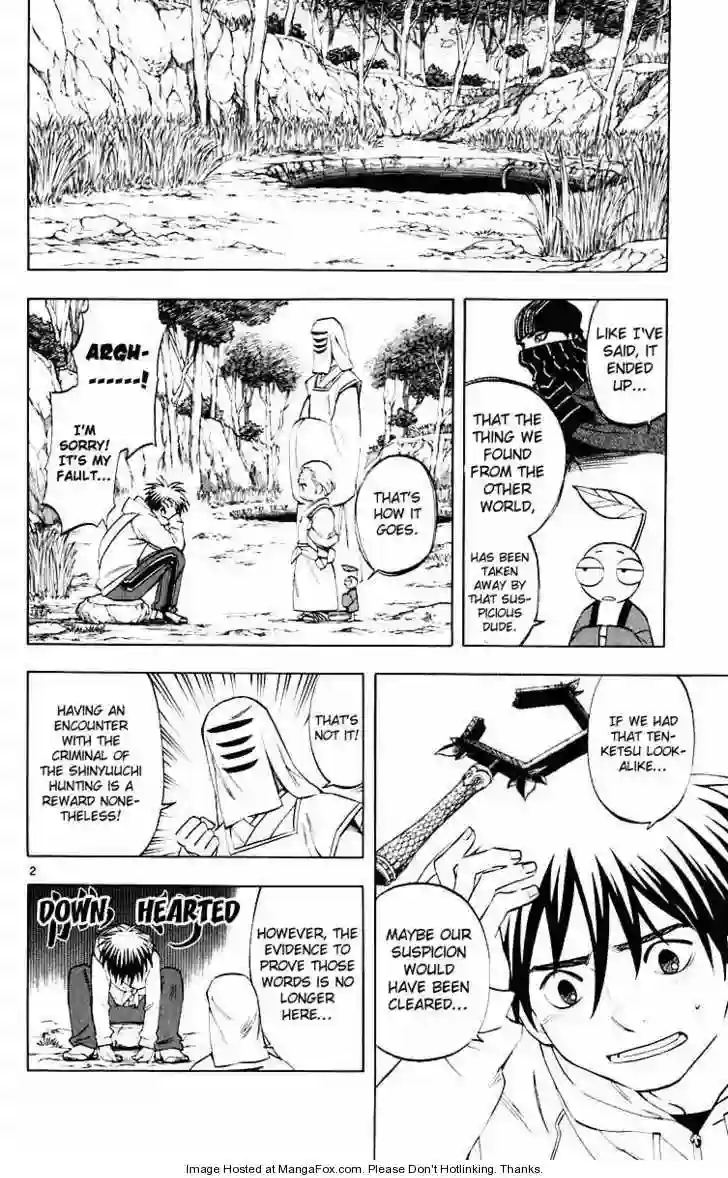 LIKE I'VE
SAID, IT
ENDED
UP...
THAT THE
THING WE
FOUND
FROM THE
OTHER
WORLD,
HAS BEEN
TAKEN
AWAY BY
THAT SUS-
PICIOUS
DUDE.
ARGH-
------!
I'M
SORRY!
IT'S MY
FAULT...
THAT'S
HOW IT
GOES.
IF WE HAD
THAT TEN-
KETSU LOOK-
ALIKE...
MAYBE OUR
SUSPICION
WOULD
HAVE BEEN
CLEARED...
THAT'S
NOT IT!
HAVING AN
ENCOUNTER
WITH THE
CRIMINAL OF
THE SHINYUUCHI
HUNTING IS A
REWARD NONE-
THELESS!
2
HOWEVER, THE
EVIDENCE TO
PROVE THOSE
WORDS IS NO
LONGER
HERE...
DOWN HEARTED
Image Hosted at MangaFox.com. Please Don't Hotlinking. Thanks.